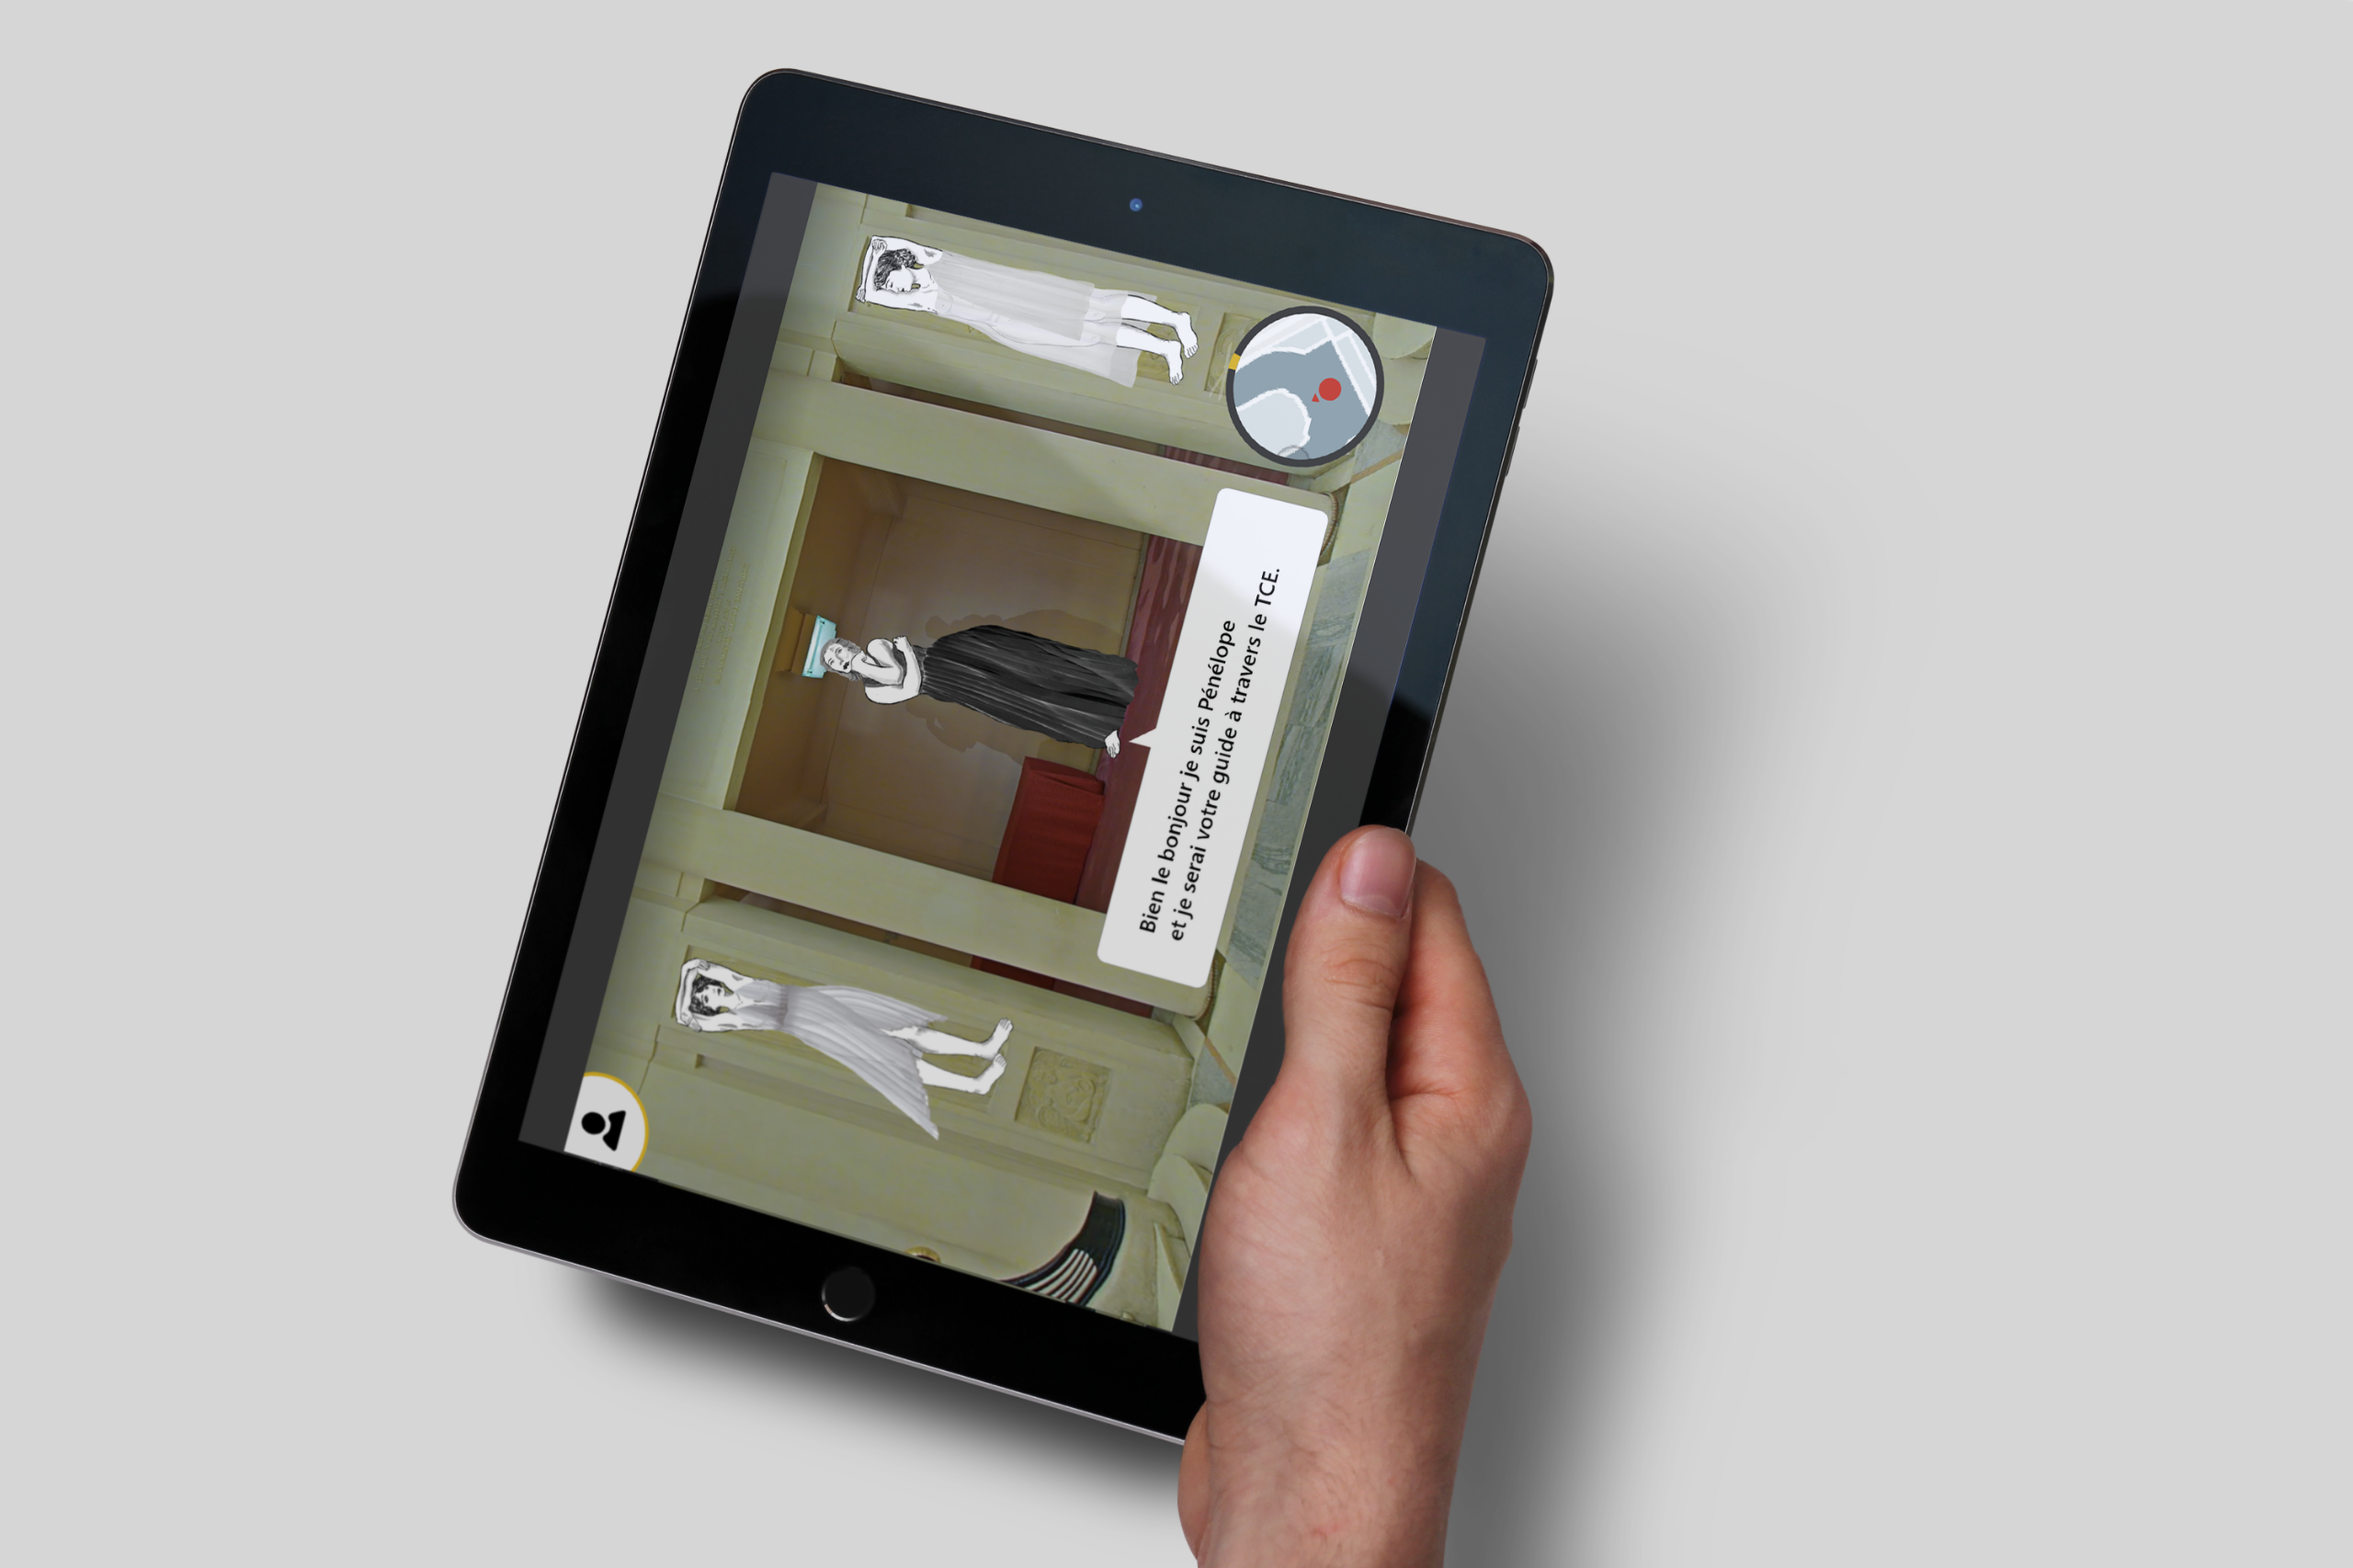 Bien le bonjour je suis Pénélope
et je serai votre guide à travers le TCE.